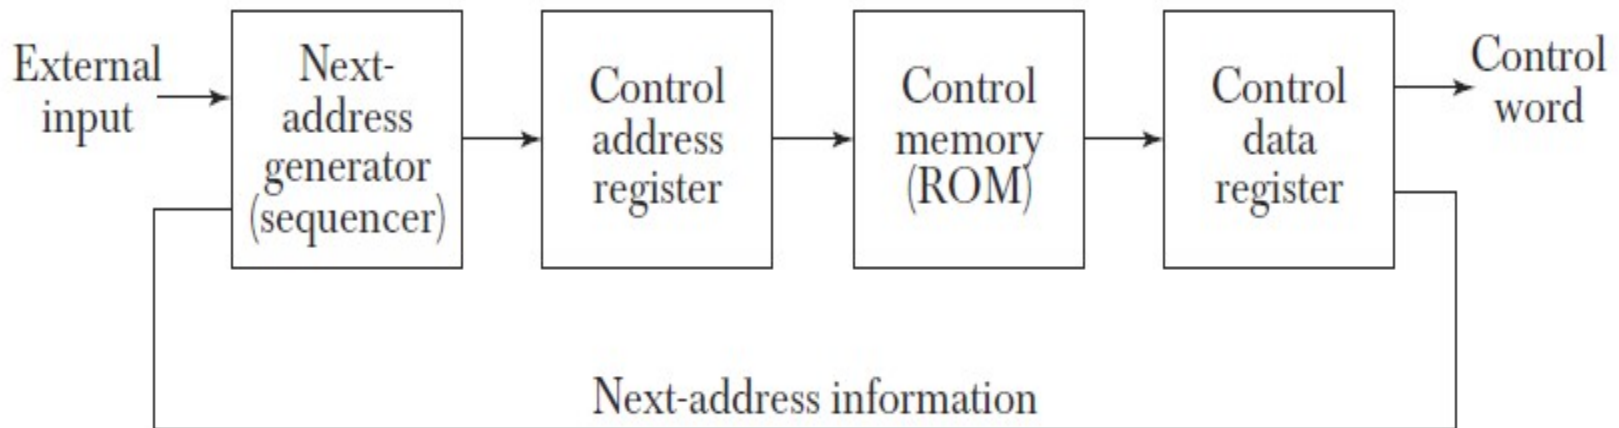 External
input
Next-
address
generator
(sequencer)
Control
address
register
Control
memory
(ROM)
Control
data
register
Control
word
Next-address information